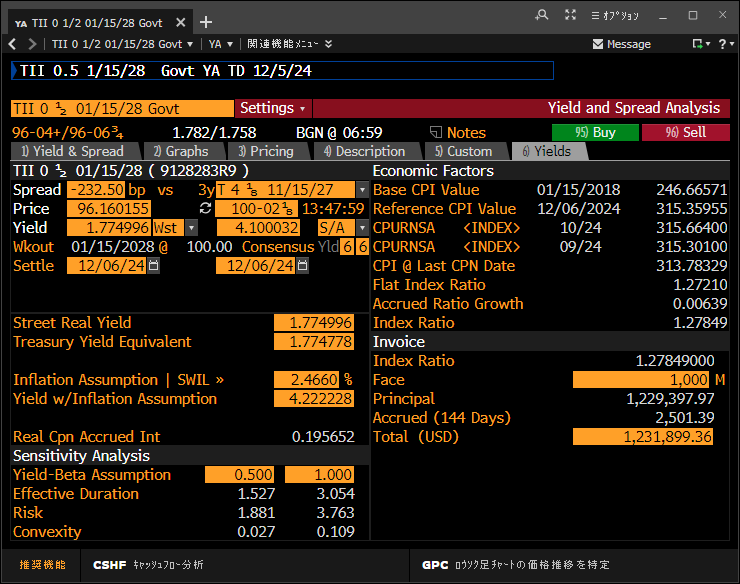 YA TII 0 1/2 01/15/28 Govt × +
≡ ｵﾌﾟｼｮﾝ
TII 0 1/2 01/15/28 Govt ▾ YA ▾ 関連機能ﾒﾆｭｰ Message ? ▾
TII 0.5 1/15/28 Govt YA TD 12/5/24
TII 0 ½ 01/15/28 Govt Settings ▾ Yield and Spread Analysis
96-04+/96-06¾ 1.782/1.758 BGN @ 06:59 Notes 95) Buy 96) Sell
1) Yield & Spread 2) Graphs 3) Pricing 4) Description 5) Custom 6) Yields
TII 0 ½ 01/15/28 ( 9128283R9 )
Spread -232.50 bp vs 3y T 4 ⅛ 11/15/27
Price 96.160155 100-02⅛ 13:47:59
Yield 1.774996 Wst 4.100032 S/A
Wkout 01/15/2028 @ 100.00 Consensus Yld 6 6
Settle 12/06/24 12/06/24
Street Real Yield 1.774996
Treasury Yield Equivalent 1.774778
Inflation Assumption | SWIL » 2.4660 %
Yield w/Inflation Assumption 4.222228
Real Cpn Accrued Int 0.195652
Sensitivity Analysis
Yield-Beta Assumption 0.500 1.000
Effective Duration 1.527 3.054
Risk 1.881 3.763
Convexity 0.027 0.109
Economic Factors
Base CPI Value 01/15/2018 246.66571
Reference CPI Value 12/06/2024 315.35955
CPURNSA <INDEX> 10/24 315.66400
CPURNSA <INDEX> 09/24 315.30100
CPI @ Last CPN Date 313.78329
Flat Index Ratio 1.27210
Accrued Ratio Growth 0.00639
Index Ratio 1.27849
Invoice
Index Ratio 1.27849000
Face 1,000 M
Principal 1,229,397.97
Accrued (144 Days) 2,501.39
Total (USD) 1,231,899.36
推奨機能 CSHF ｷｬｯｼｭﾌﾛｰ分析 GPC ﾛｳｿｸ足ﾁｬｰﾄの価格推移を特定